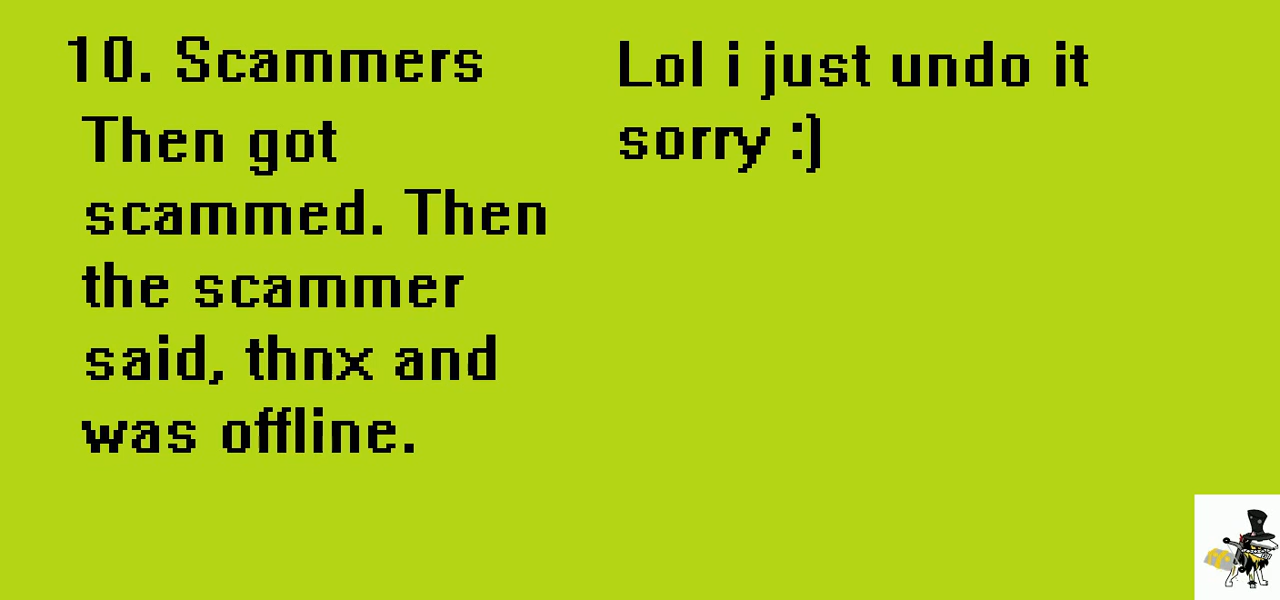 10. Scammers
Then got
scammed. Then
the scammer
said, thnx and
was offline.
Lol i just undo it
sorry :]